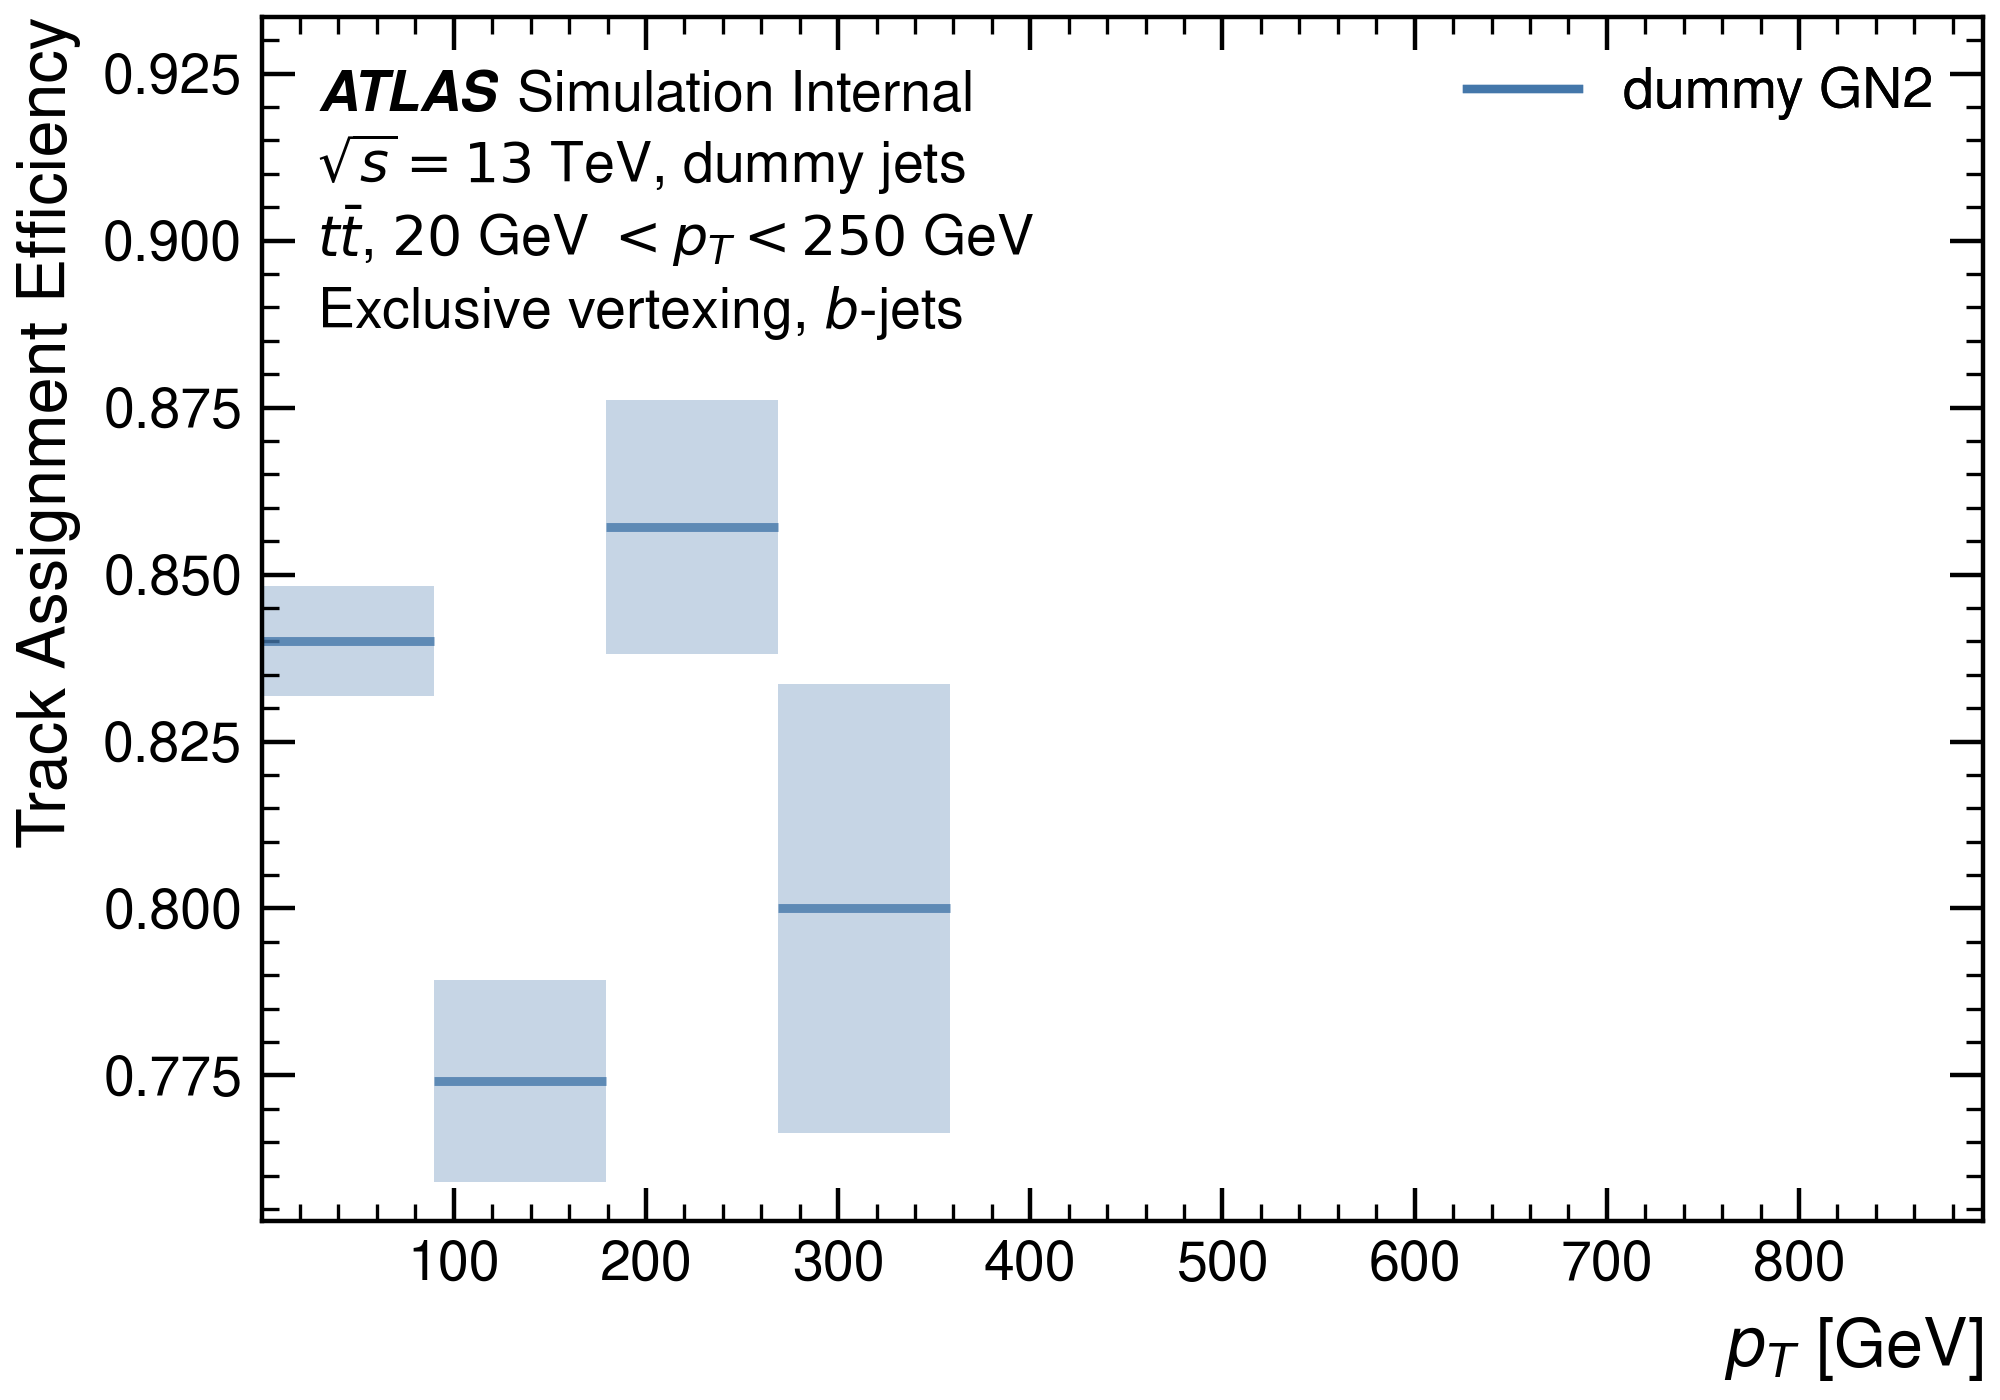 Track Assignment Efficiency
0.925
0.900
0.875
0.850
0.825
0.800
0.775
ATLAS Simulation Internal
√s = 13 TeV, dummy jets
tt̄, 20 GeV < p_T < 250 GeV
Exclusive vertexing, b-jets
dummy GN2
100 200 300 400 500 600 700 800
p_T [GeV]